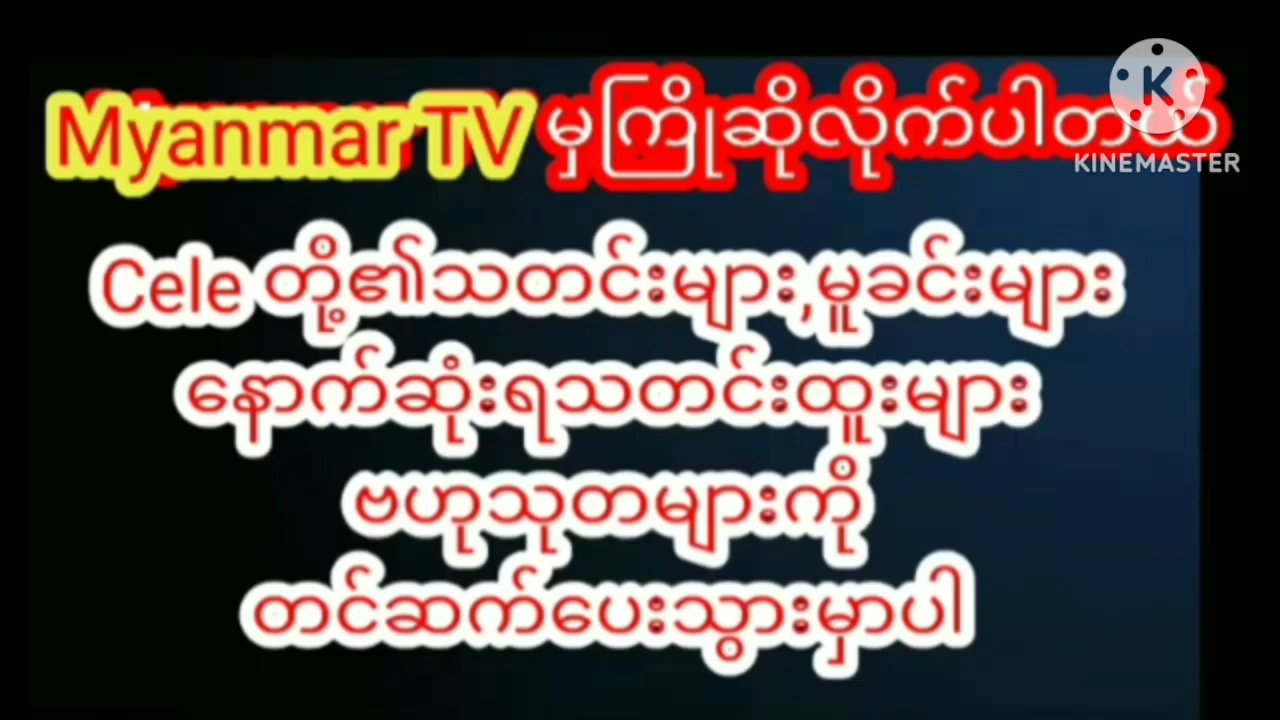 Myanmar TV မှကြိုဆိုလိုက်ပါတယ်
KINEMASTER
Cele တို့၏သတင်းများ,မူခင်းများ
နောက်ဆုံးရသတင်းထူးများ
ဗဟုသုတများကို
တင်ဆက်ပေးသွားမှာပါ